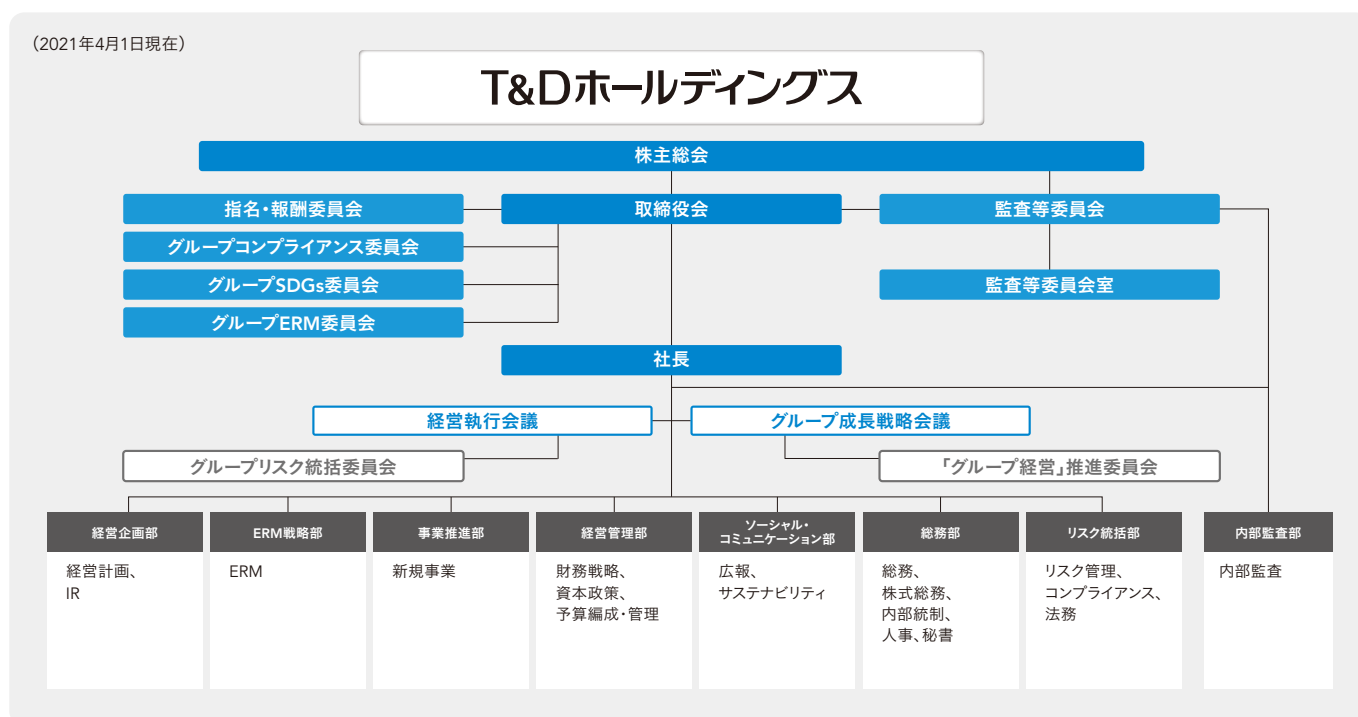 （2021年4月1日現在）
T&Dホールディングス
株主総会
指名・報酬委員会
取締役会
監査等委員会
グループコンプライアンス委員会
グループSDGs委員会
監査等委員会室
グループERM委員会
社長
経営執行会議
グループ成長戦略会議
グループリスク統括委員会
「グループ経営」推進委員会
経営企画部
経営計画、
IR
ERM戦略部
ERM
事業推進部
新規事業
経営管理部
財務戦略、
資本政策、
予算編成・管理
ソーシャル・
コミュニケーション部
広報、
サステナビリティ
総務部
総務、
株式総務、
内部統制、
人事、秘書
リスク統括部
リスク管理、
コンプライアンス、
法務
内部監査部
内部監査